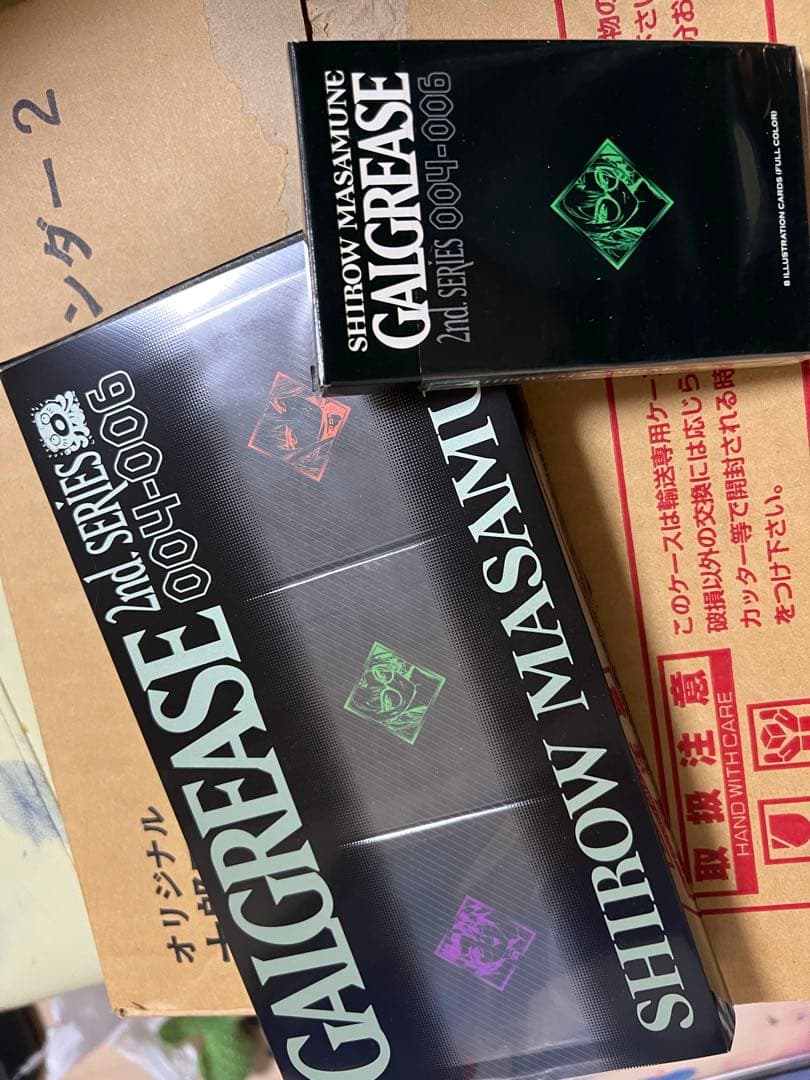 SHIROW MASAMUNE
GALGREASE
2nd. SERIES 004-006
8 ILLUSTRATION CARDS (FULL COLOR)
GALGREASE 2nd. SERIES
004-006
SHIROW MASAMU
ンダー2
オリジナル
このケースは輸送専用ケー
破損以外の交換には応じら
カッター等で開封される時
をつけ下さい。
取扱注意
HAND WITH CARE